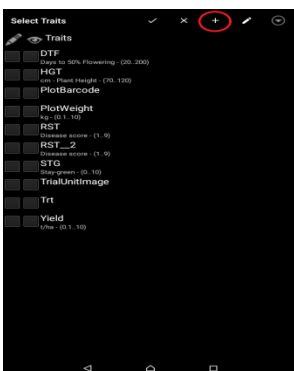 Select Traits
Traits
DTF
Days to 50% Flowering - (20..200)
HGT
cm - Plant Height - (70..120)
PlotBarcode
PlotWeight
kg - (0.1..10)
RST
Disease score - (1..9)
RST__2
Disease score - (1..9)
STG
Stay-green - (0..10)
TrialUnitImage
Trt
Yield
t/ha - (0.1..10)